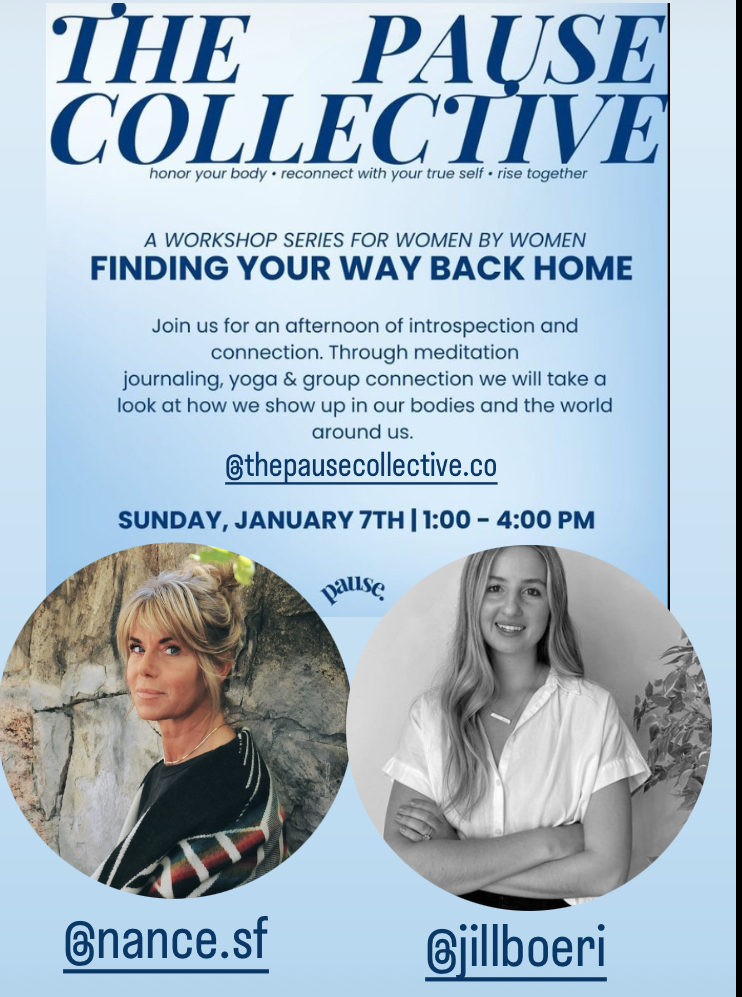 THE PAUSE
COLLECTIVE
honor your body • reconnect with your true self • rise together
A WORKSHOP SERIES FOR WOMEN BY WOMEN
FINDING YOUR WAY BACK HOME
Join us for an afternoon of introspection and
connection. Through meditation
journaling, yoga & group connection we will take a
look at how we show up in our bodies and the world
around us.
@thepausecollective.co
SUNDAY, JANUARY 7TH | 1:00 - 4:00 PM
pause.
@nance.sf
@jillboeri